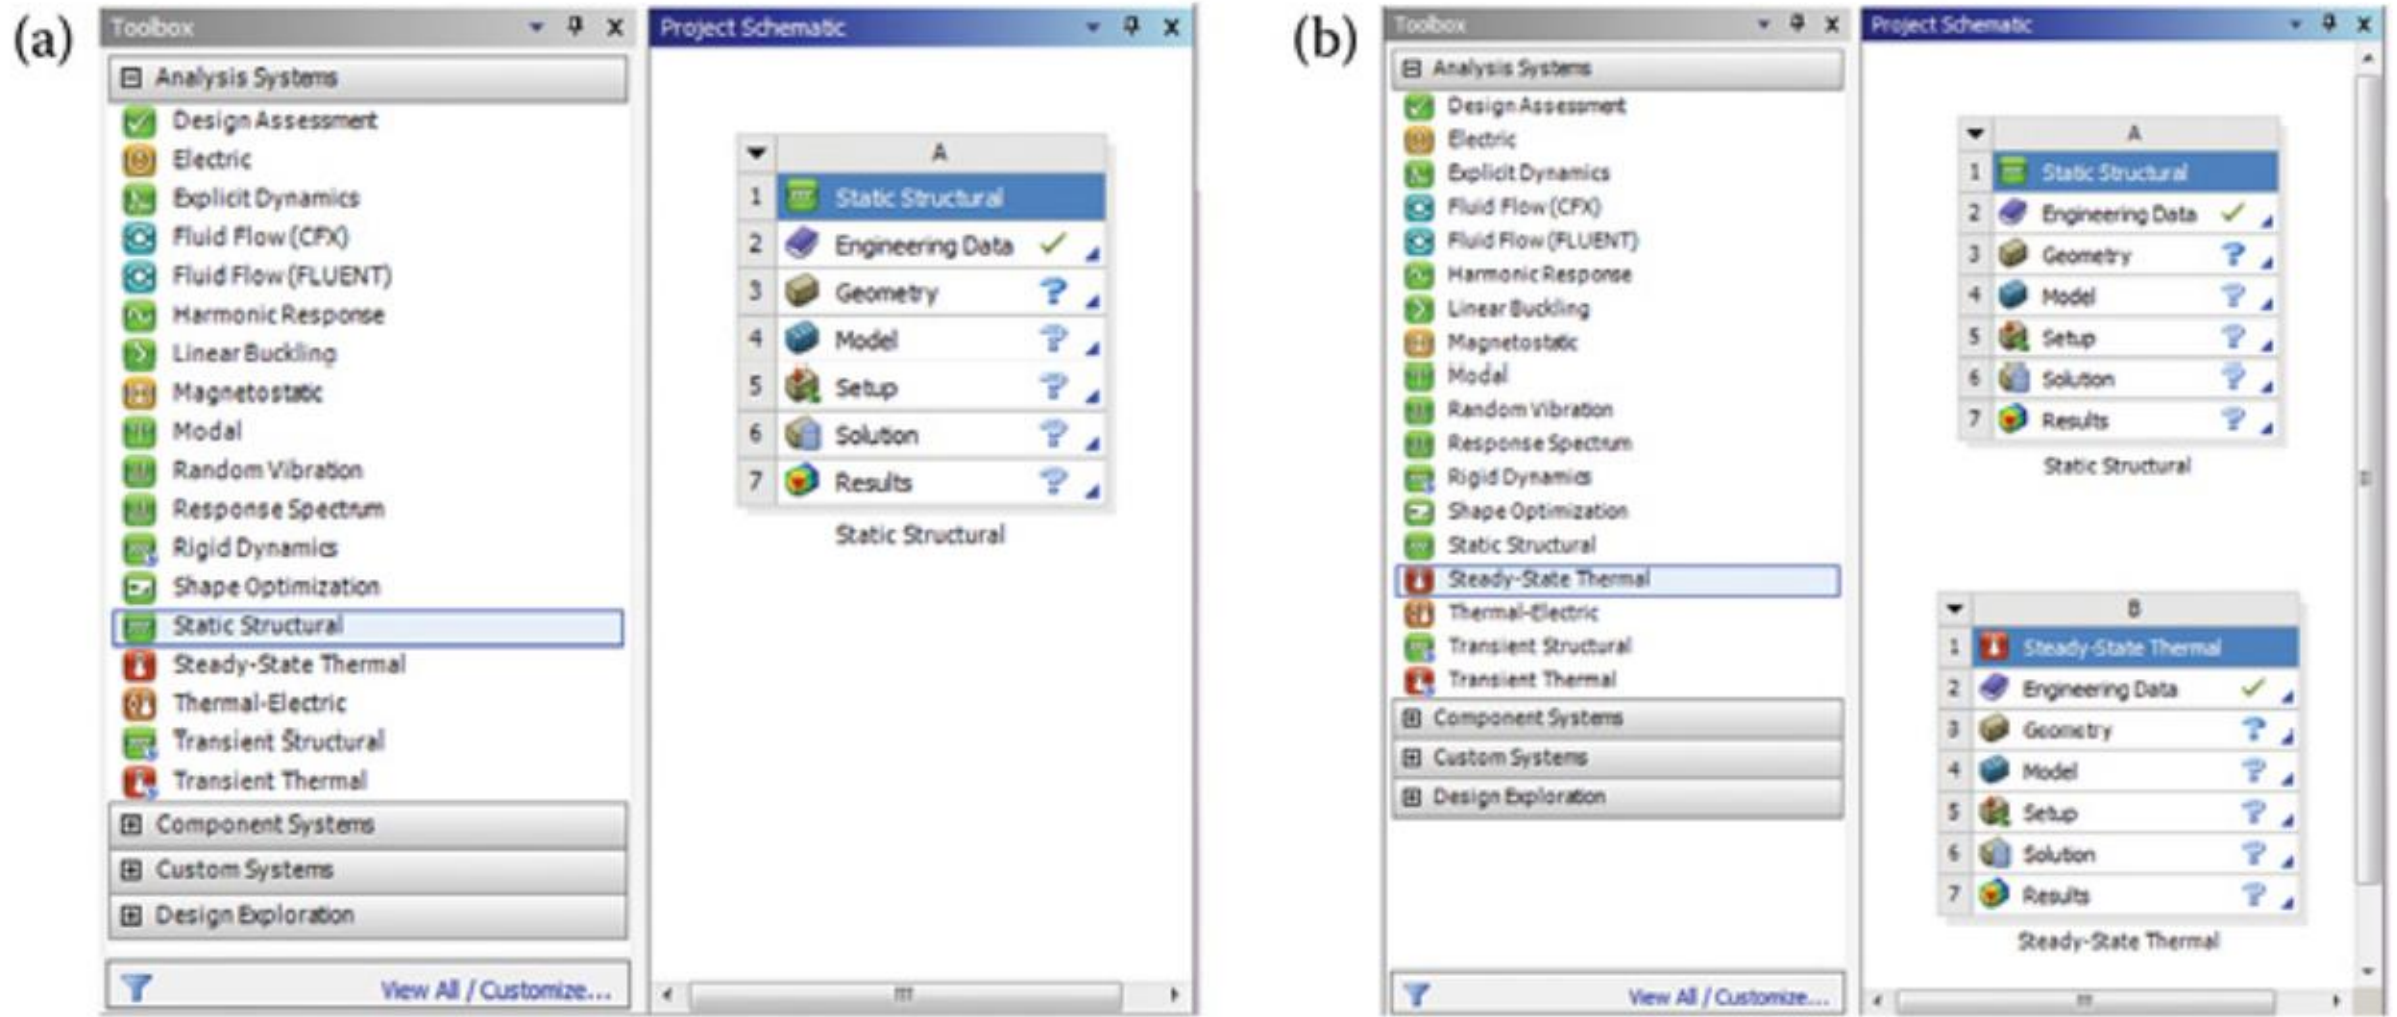 (a)
Toolbox
Analysis Systems
Design Assessment
Electric
Explicit Dynamics
Fluid Flow (CFX)
Fluid Flow (FLUENT)
Harmonic Response
Linear Buckling
Magnetostatic
Modal
Random Vibration
Response Spectrum
Rigid Dynamics
Shape Optimization
Static Structural
Steady-State Thermal
Thermal-Electric
Transient Structural
Transient Thermal
Component Systems
Custom Systems
Design Exploration
View All / Customize...
Project Schematic
A
1 Static Structural
2 Engineering Data
3 Geometry ?
4 Model ?
5 Setup ?
6 Solution ?
7 Results ?
Static Structural
(b)
Toolbox
Analysis Systems
Design Assessment
Electric
Explicit Dynamics
Fluid Flow (CFX)
Fluid Flow (FLUENT)
Harmonic Response
Linear Buckling
Magnetostatic
Modal
Random Vibration
Response Spectrum
Rigid Dynamics
Shape Optimization
Static Structural
Steady-State Thermal
Thermal-Electric
Transient Structural
Transient Thermal
Component Systems
Custom Systems
Design Exploration
View All / Customize...
Project Schematic
A
1 Static Structural
2 Engineering Data
3 Geometry ?
4 Model ?
5 Setup ?
6 Solution ?
7 Results ?
Static Structural
B
1 Steady-State Thermal
2 Engineering Data
3 Geometry ?
4 Model ?
5 Setup ?
6 Solution ?
7 Results ?
Steady-State Thermal